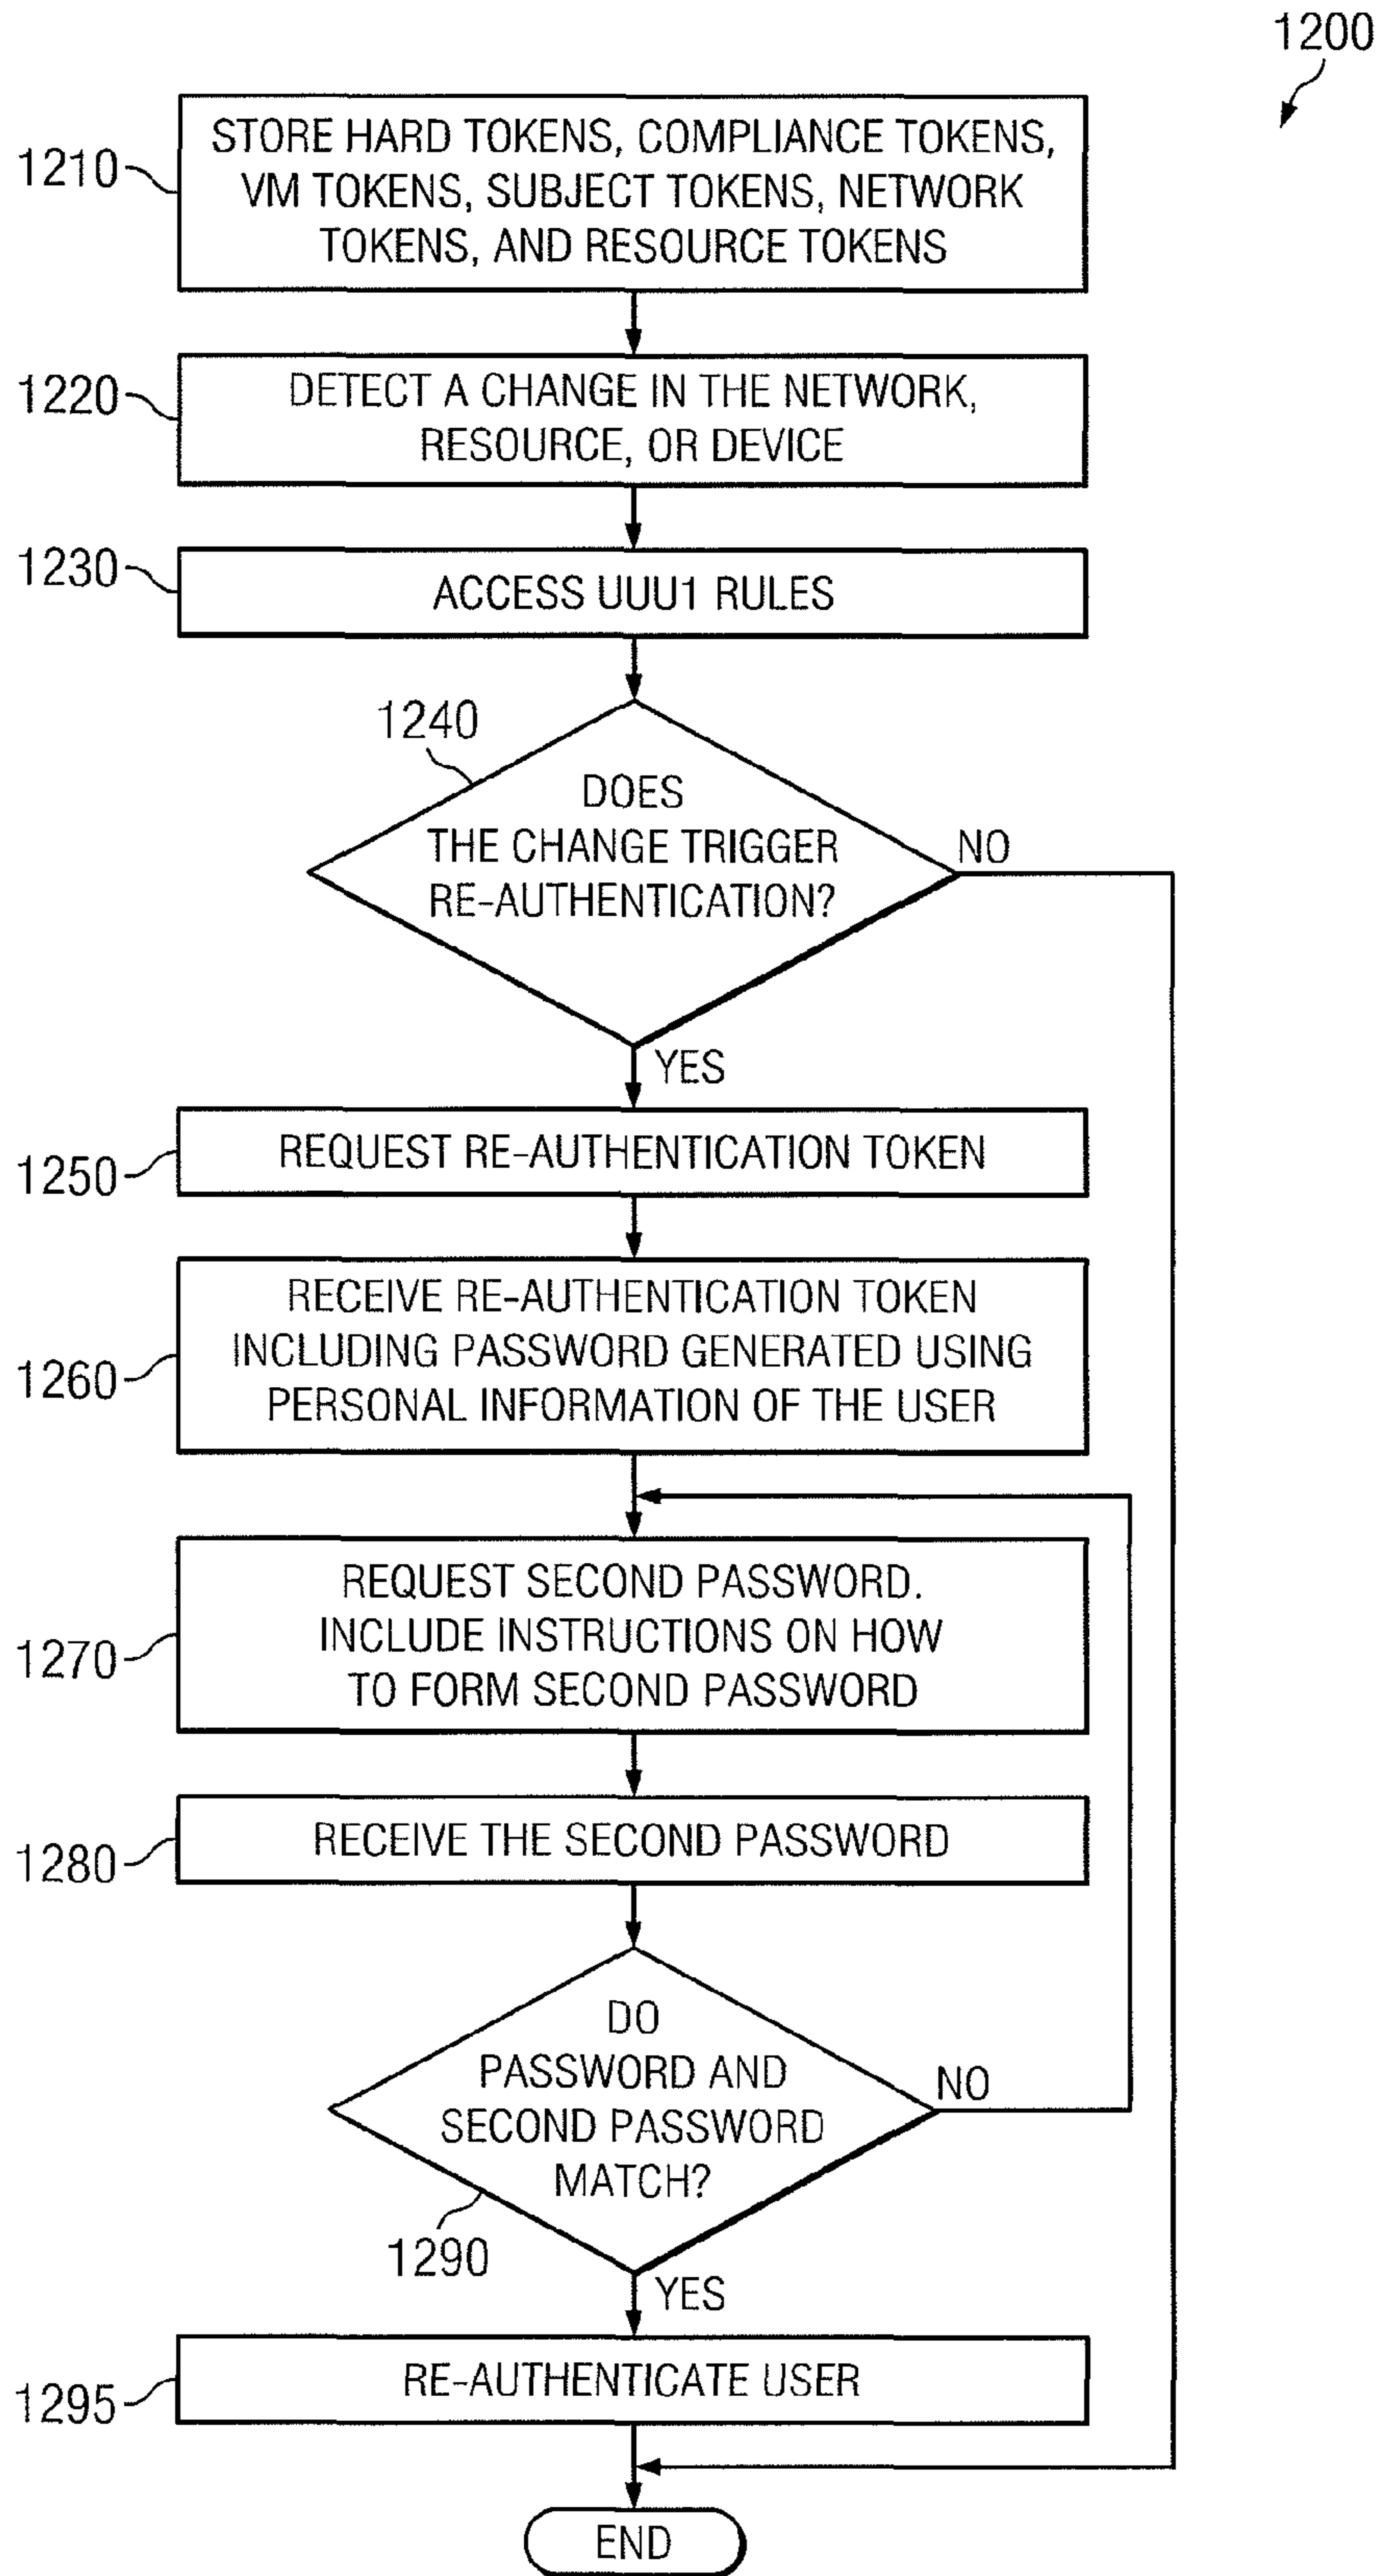 1200
1210
STORE HARD TOKENS, COMPLIANCE TOKENS,
VM TOKENS, SUBJECT TOKENS, NETWORK
TOKENS, AND RESOURCE TOKENS
1220
DETECT A CHANGE IN THE NETWORK,
RESOURCE, OR DEVICE
1230
ACCESS UUU1 RULES
1240
DOES
THE CHANGE TRIGGER
RE-AUTHENTICATION?
NO
YES
1250
REQUEST RE-AUTHENTICATION TOKEN
1260
RECEIVE RE-AUTHENTICATION TOKEN
INCLUDING PASSWORD GENERATED USING
PERSONAL INFORMATION OF THE USER
1270
REQUEST SECOND PASSWORD.
INCLUDE INSTRUCTIONS ON HOW
TO FORM SECOND PASSWORD
1280
RECEIVE THE SECOND PASSWORD
DO
PASSWORD AND
SECOND PASSWORD
MATCH?
NO
1290
YES
1295
RE-AUTHENTICATE USER
END